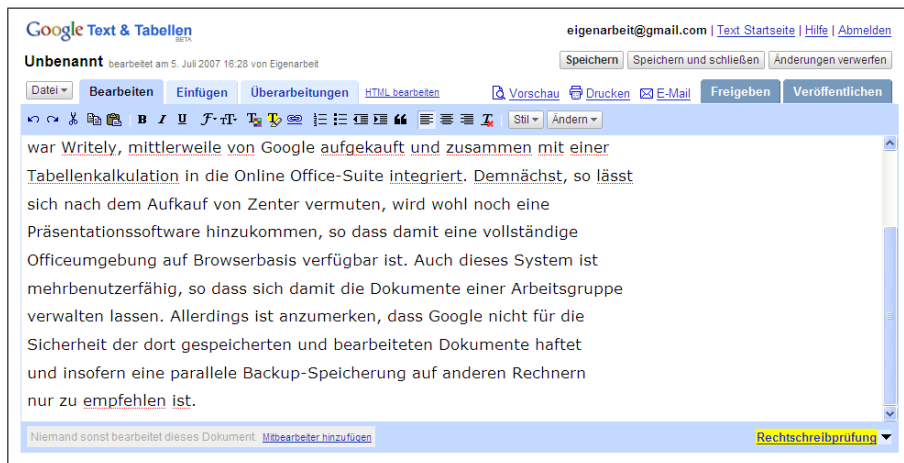 Google Text & Tabellen
BETA
eigenarbeit@gmail.com | Text Startseite | Hilfe | Abmelden
Unbenannt bearbeitet am 5. Juli 2007 16:28 von Eigenarbeit
Speichern Speichern und schließen Änderungen verwerfen
Datei Bearbeiten Einfügen Überarbeitungen HTML bearbeiten Vorschau Drucken E-Mail Freigeben Veröffentlichen
B I U F T T T Stil Ändern
war Writely, mittlerweile von Google aufgekauft und zusammen mit einer
Tabellenkalkulation in die Online Office-Suite integriert. Demnächst, so lässt
sich nach dem Aufkauf von Zenter vermuten, wird wohl noch eine
Präsentationssoftware hinzukommen, so dass damit eine vollständige
Officeumgebung auf Browserbasis verfügbar ist. Auch dieses System ist
mehrbenutzerfähig, so dass sich damit die Dokumente einer Arbeitsgruppe
verwalten lassen. Allerdings ist anzumerken, dass Google nicht für die
Sicherheit der dort gespeicherten und bearbeiteten Dokumente haftet
und insofern eine parallele Backup-Speicherung auf anderen Rechnern
nur zu empfehlen ist.
Niemand sonst bearbeitet dieses Dokument. Mitbearbeiter hinzufügen
Rechtschreibprüfung